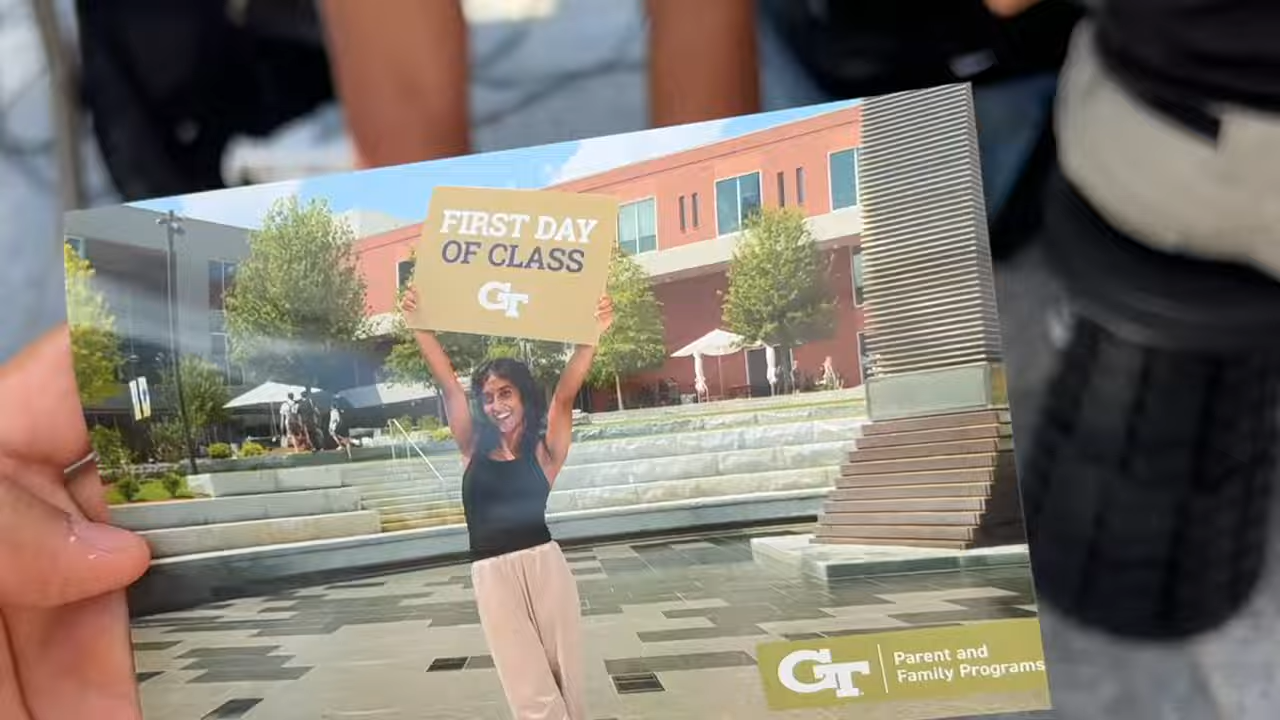 FIRST DAY
OF CLASS
GT
GT
Parent and
Family Programs